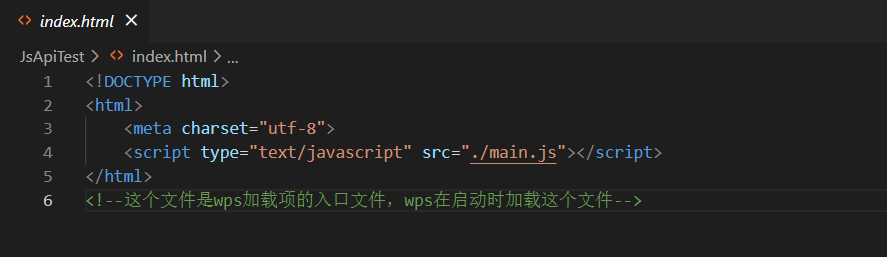 <> index.html ×
JsApiTest > <> index.html > ...
1 <!DOCTYPE html>
2 <html>
3 <meta charset="utf-8">
4 <script type="text/javascript" src="./main.js"></script>
5 </html>
6 <!--这个文件是wps加载项的入口文件，wps在启动时加载这个文件-->